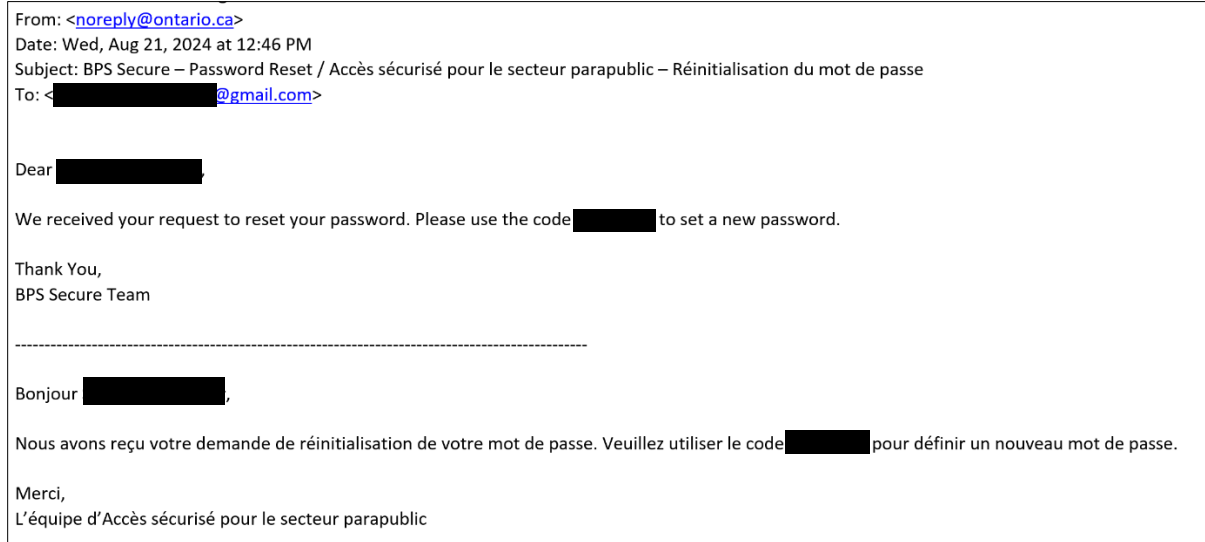 From: <noreply@ontario.ca>
Date: Wed, Aug 21, 2024 at 12:46 PM
Subject: BPS Secure – Password Reset / Accès sécurisé pour le secteur parapublic – Réinitialisation du mot de passe
To: < @gmail.com>
Dear ,
We received your request to reset your password. Please use the code to set a new password.
Thank You,
BPS Secure Team
------------------------------------------------------------------------------------------------
Bonjour ,
Nous avons reçu votre demande de réinitialisation de votre mot de passe. Veuillez utiliser le code pour définir un nouveau mot de passe.
Merci,
L’équipe d’Accès sécurisé pour le secteur parapublic